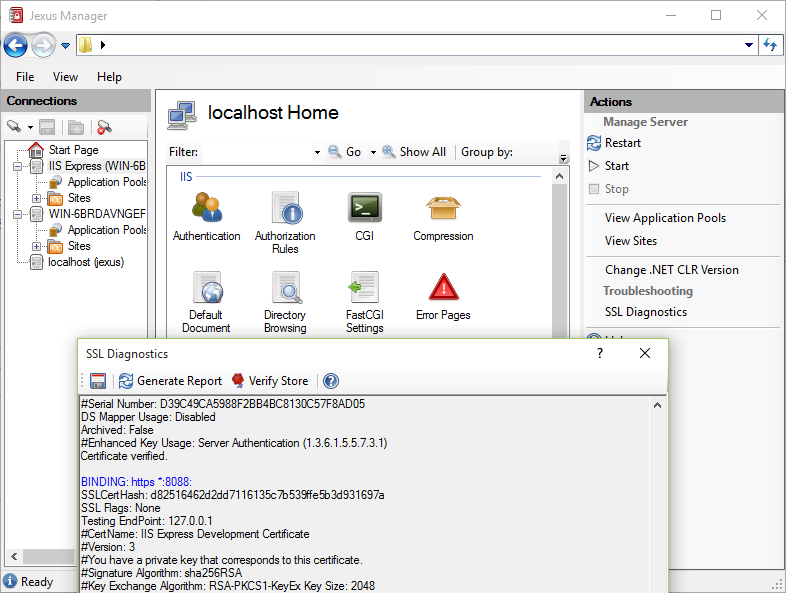 Jexus Manager
File View Help
Connections
Start Page
IIS Express (WIN-6B
Application Pools
Sites
WIN-6BRDAVNGEF
Application Pools
Sites
localhost (jexus)
localhost Home
Filter: Go Show All Group by:
IIS
Authentication
Authorization
Rules
CGI
Compression
Default
Document
Directory
Browsing
FastCGI
Settings
Error Pages
Actions
Manage Server
Restart
Start
Stop
View Application Pools
View Sites
Change .NET CLR Version
Troubleshooting
SSL Diagnostics
SSL Diagnostics
Generate Report Verify Store
#Serial Number: D39C49CA5988F2BB4BC8130C57F8AD05
DS Mapper Usage: Disabled
Archived: False
#Enhanced Key Usage: Server Authentication (1.3.6.1.5.5.7.3.1)
Certificate verified.
BINDING: https *:8088:
SSLCertHash: d82516462d2dd7116135c7b539ffe5b3d931697a
SSL Flags: None
Testing EndPoint: 127.0.0.1
#CertName: IIS Express Development Certificate
#Version: 3
#You have a private key that corresponds to this certificate.
#Signature Algorithm: sha256RSA
#Key Exchange Algorithm: RSA-PKCS1-KeyEx Key Size: 2048
Ready